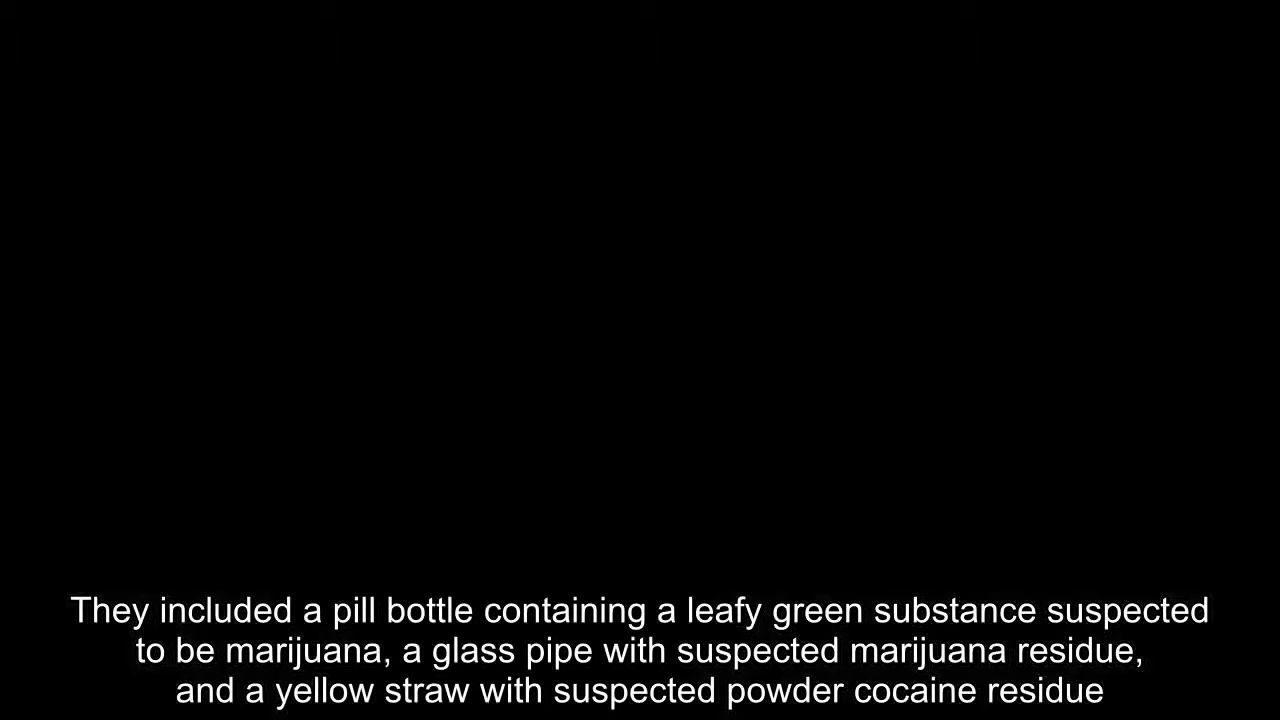 They included a pill bottle containing a leafy green substance suspected
to be marijuana, a glass pipe with suspected marijuana residue,
and a yellow straw with suspected powder cocaine residue